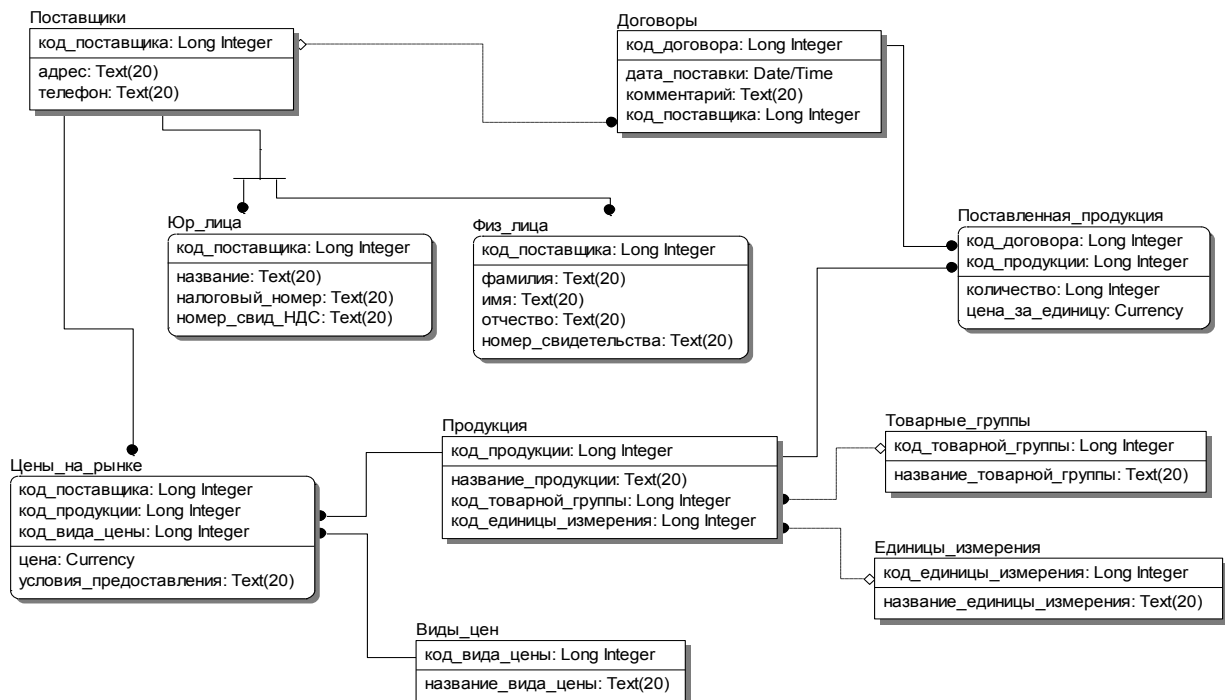 Поставщики
код_поставщика: Long Integer
адрес: Text(20)
телефон: Text(20)
Договоры
код_договора: Long Integer
дата_поставки: Date/Time
комментарий: Text(20)
код_поставщика: Long Integer
Юр_лица
код_поставщика: Long Integer
название: Text(20)
налоговый_номер: Text(20)
номер_свид_НДС: Text(20)
Физ_лица
код_поставщика: Long Integer
фамилия: Text(20)
имя: Text(20)
отчество: Text(20)
номер_свидетельства: Text(20)
Поставленная_продукция
код_договора: Long Integer
код_продукции: Long Integer
количество: Long Integer
цена_за_единицу: Currency
Цены_на_рынке
код_поставщика: Long Integer
код_продукции: Long Integer
код_вида_цены: Long Integer
цена: Currency
условия_предоставления: Text(20)
Продукция
код_продукции: Long Integer
название_продукции: Text(20)
код_товарной_группы: Long Integer
код_единицы_измерения: Long Integer
Товарные_группы
код_товарной_группы: Long Integer
название_товарной_группы: Text(20)
Единицы_измерения
код_единицы_измерения: Long Integer
название_единицы_измерения: Text(20)
Виды_цен
код_вида_цены: Long Integer
название_вида_цены: Text(20)